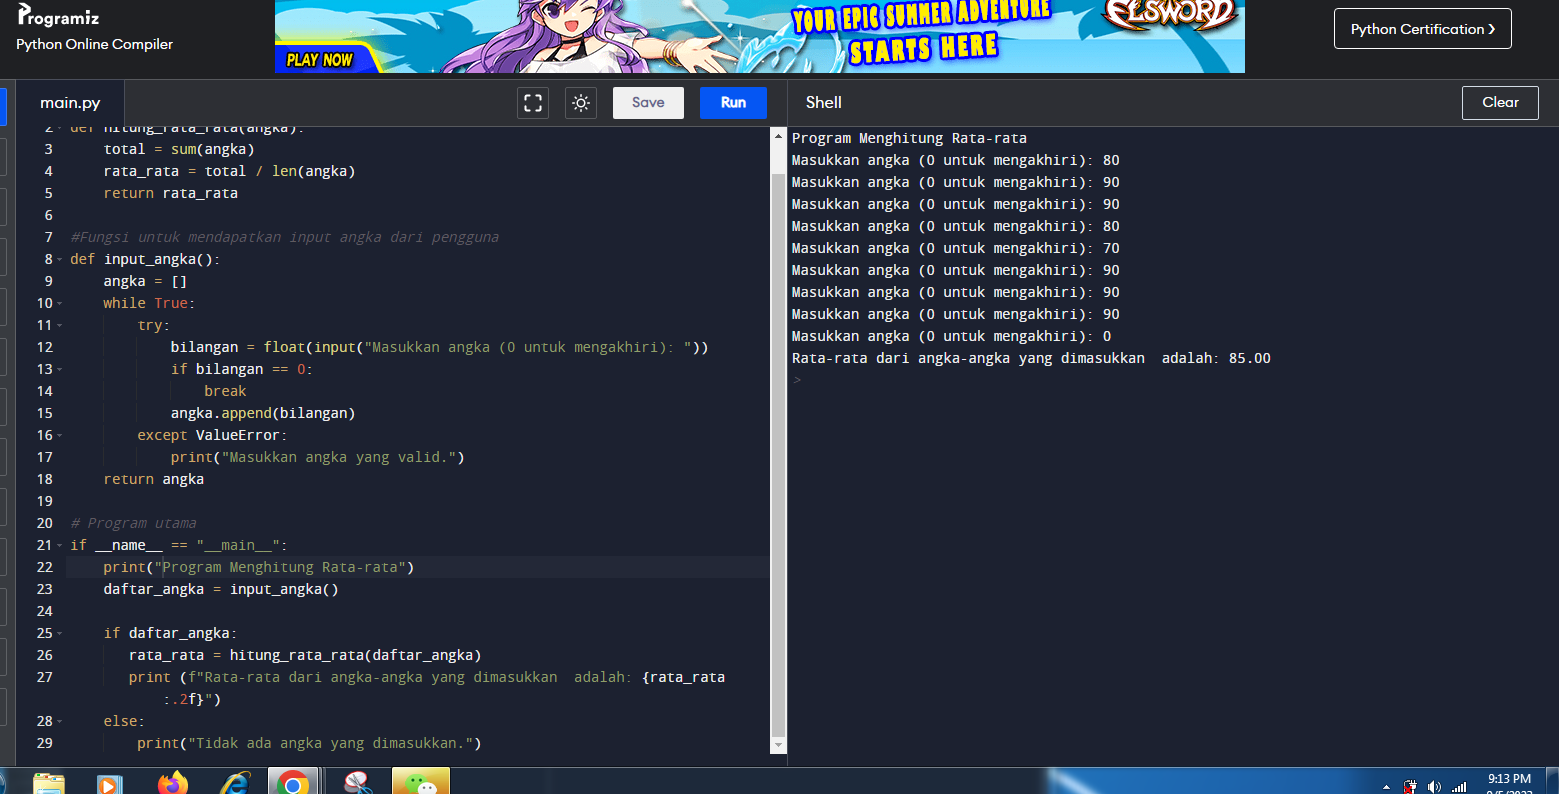 Programiz
Python Online Compiler
PLAY NOW
YOUR EPIC SUMMER ADVENTURE
STARTS HERE
ELSWORD
Python Certification ❯
main.py
Save
Run
Shell
Clear
2 def hitung_rata_rata(angka):
3 total = sum(angka)
4 rata_rata = total / len(angka)
5 return rata_rata
6
7 #Fungsi untuk mendapatkan input angka dari pengguna
8 def input_angka():
9 angka = []
10 while True:
11 try:
12 bilangan = float(input("Masukkan angka (0 untuk mengakhiri): "))
13 if bilangan == 0:
14 break
15 angka.append(bilangan)
16 except ValueError:
17 print("Masukkan angka yang valid.")
18 return angka
19
20 # Program utama
21 if __name__ == "__main__":
22 print("Program Menghitung Rata-rata")
23 daftar_angka = input_angka()
24
25 if daftar_angka:
26 rata_rata = hitung_rata_rata(daftar_angka)
27 print (f"Rata-rata dari angka-angka yang dimasukkan  adalah: {rata_rata
:.2f}")
28 else:
29 print("Tidak ada angka yang dimasukkan.")
Program Menghitung Rata-rata
Masukkan angka (0 untuk mengakhiri): 80
Masukkan angka (0 untuk mengakhiri): 90
Masukkan angka (0 untuk mengakhiri): 90
Masukkan angka (0 untuk mengakhiri): 80
Masukkan angka (0 untuk mengakhiri): 70
Masukkan angka (0 untuk mengakhiri): 90
Masukkan angka (0 untuk mengakhiri): 90
Masukkan angka (0 untuk mengakhiri): 90
Masukkan angka (0 untuk mengakhiri): 0
Rata-rata dari angka-angka yang dimasukkan  adalah: 85.00
>
9:13 PM